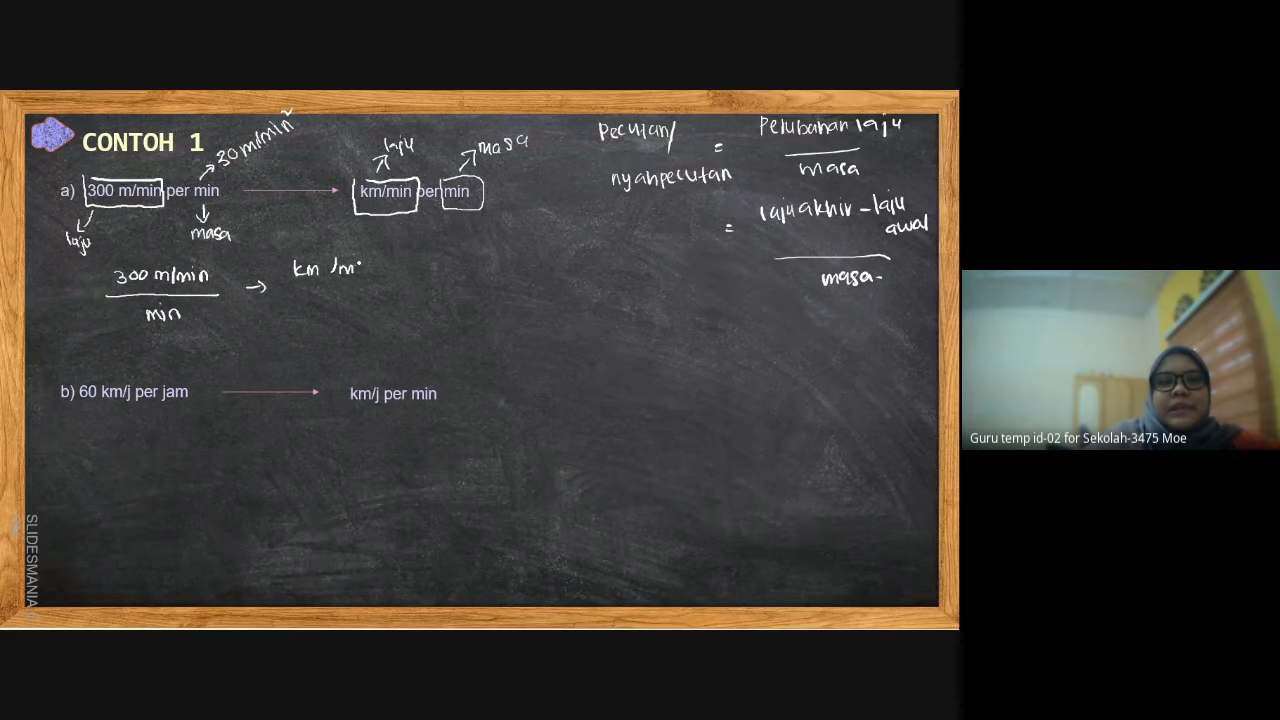 CONTOH 1
30 m/min²
laju
masa
a) 300 m/min per min
km/min per min
laju
masa
300 m/min
min
→ km /m
Pecutan/
nyahpecutan
= Perubahan laju
masa
= laju akhir - laju
awal
masa
b) 60 km/j per jam
km/j per min
SLIDESMANIA
Guru temp id-02 for Sekolah-3475 Moe